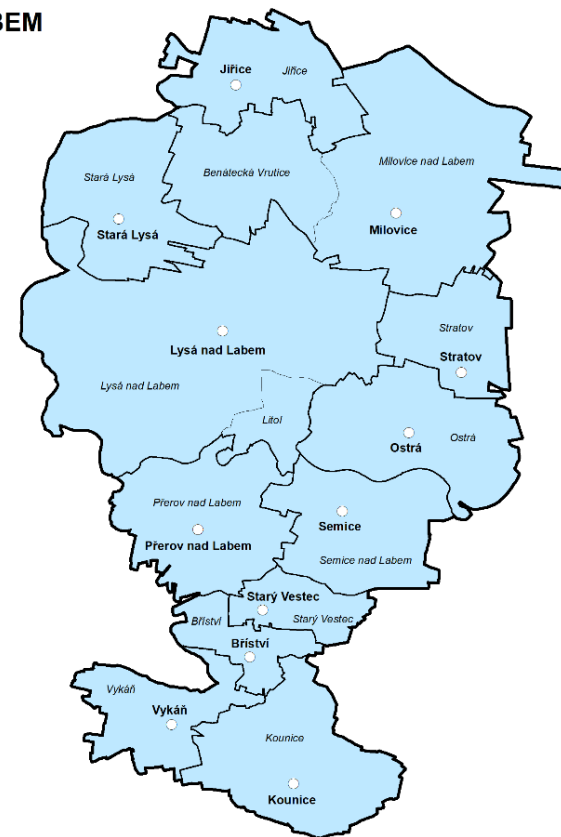 BEM
Jiřice
Jiřice
Milovice nad Labem
Benátecká Vrutice
Stará Lysá
Milovice
Stará Lysá
Stratov
Lysá nad Labem
Stratov
Lysá nad Labem
Litol
Ostrá
Ostrá
Přerov nad Labem
Semice
Přerov nad Labem
Semice nad Labem
Starý Vestec
Starý Vestec
Bříství
Bříství
Vykáň
Vykáň
Kounice
Kounice